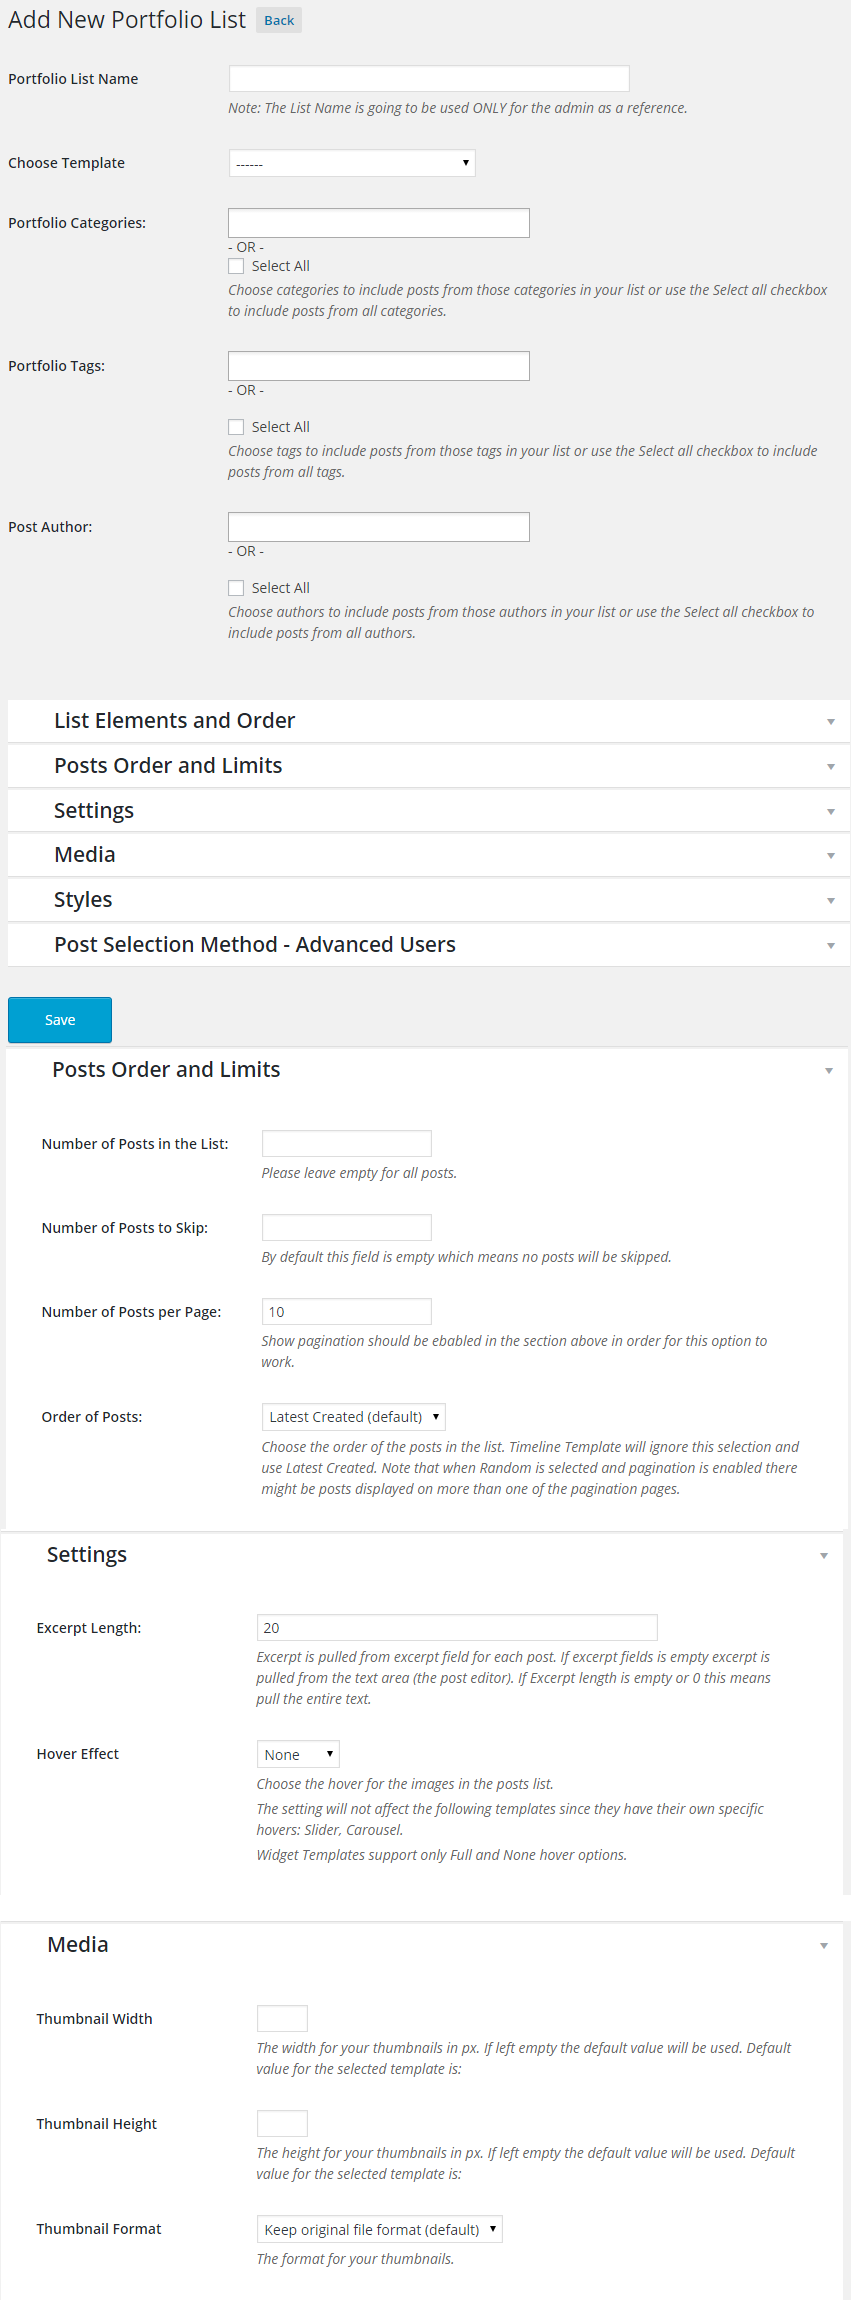 Add New Portfolio List Back
Portfolio List Name
Note: The List Name is going to be used ONLY for the admin as a reference.
Choose Template ------
Portfolio Categories:
- OR -
Select All
Choose categories to include posts from those categories in your list or use the Select all checkbox
to include posts from all categories.
Portfolio Tags:
- OR -
Select All
Choose tags to include posts from those tags in your list or use the Select all checkbox to include
posts from all tags.
Post Author:
- OR -
Select All
Choose authors to include posts from those authors in your list or use the Select all checkbox to
include posts from all authors.
List Elements and Order
Posts Order and Limits
Settings
Media
Styles
Post Selection Method - Advanced Users
Save
Posts Order and Limits
Number of Posts in the List:
Please leave empty for all posts.
Number of Posts to Skip:
By default this field is empty which means no posts will be skipped.
Number of Posts per Page: 10
Show pagination should be ebabled in the section above in order for this option to
work.
Order of Posts: Latest Created (default)
Choose the order of the posts in the list. Timeline Template will ignore this selection and
use Latest Created. Note that when Random is selected and pagination is enabled there
might be posts displayed on more than one of the pagination pages.
Settings
Excerpt Length: 20
Excerpt is pulled from excerpt field for each post. If excerpt fields is empty excerpt is
pulled from the text area (the post editor). If Excerpt length is empty or 0 this means
pull the entire text.
Hover Effect None
Choose the hover for the images in the posts list.
The setting will not affect the following templates since they have their own specific
hovers: Slider, Carousel.
Widget Templates support only Full and None hover options.
Media
Thumbnail Width
The width for your thumbnails in px. If left empty the default value will be used. Default
value for the selected template is:
Thumbnail Height
The height for your thumbnails in px. If left empty the default value will be used. Default
value for the selected template is:
Thumbnail Format Keep original file format (default)
The format for your thumbnails.